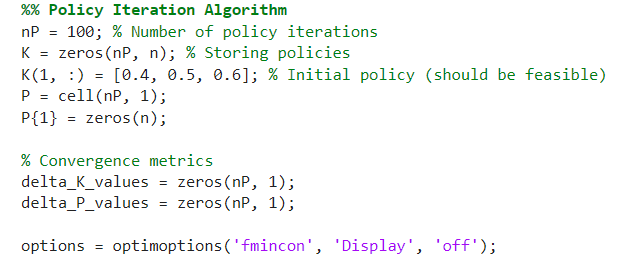 %% Policy Iteration Algorithm
nP = 100; % Number of policy iterations
K = zeros(nP, n); % Storing policies
K(1, :) = [0.4, 0.5, 0.6]; % Initial policy (should be feasible)
P = cell(nP, 1);
P{1} = zeros(n);
% Convergence metrics
delta_K_values = zeros(nP, 1);
delta_P_values = zeros(nP, 1);
options = optimoptions('fmincon', 'Display', 'off');